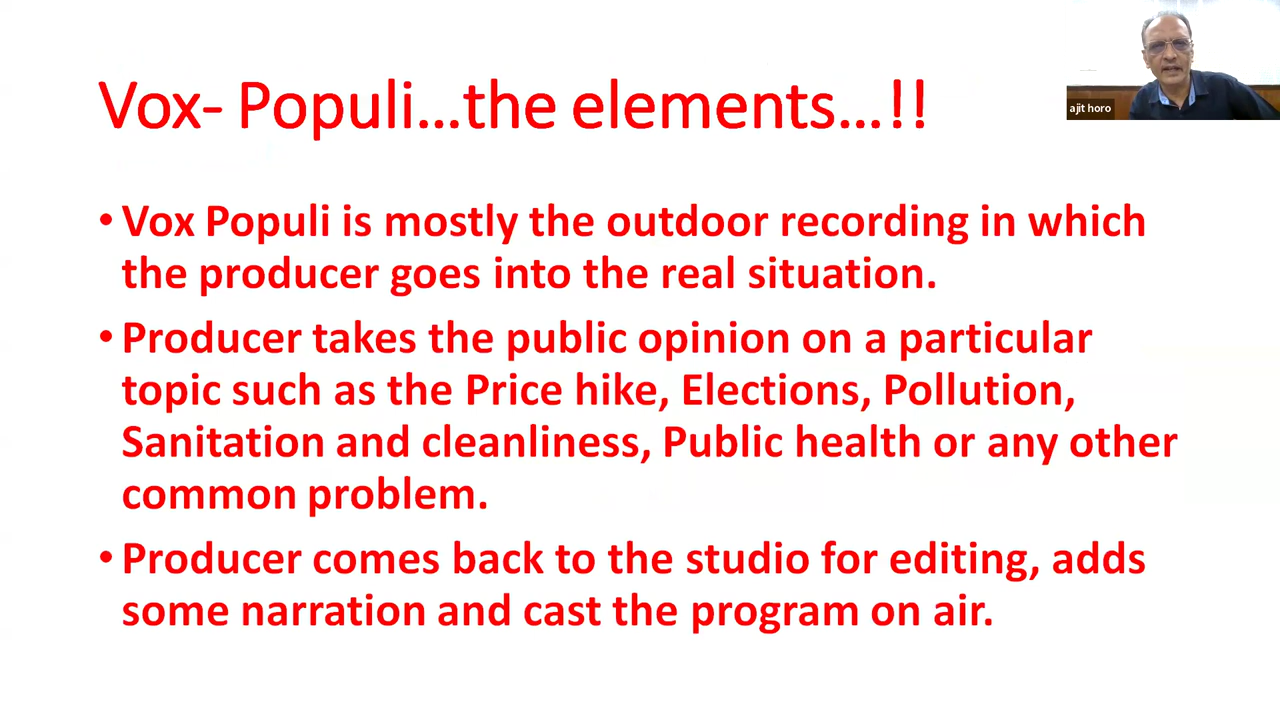 Vox- Populi...the elements...!!
ajit horo
• Vox Populi is mostly the outdoor recording in which
the producer goes into the real situation.
• Producer takes the public opinion on a particular
topic such as the Price hike, Elections, Pollution,
Sanitation and cleanliness, Public health or any other
common problem.
• Producer comes back to the studio for editing, adds
some narration and cast the program on air.